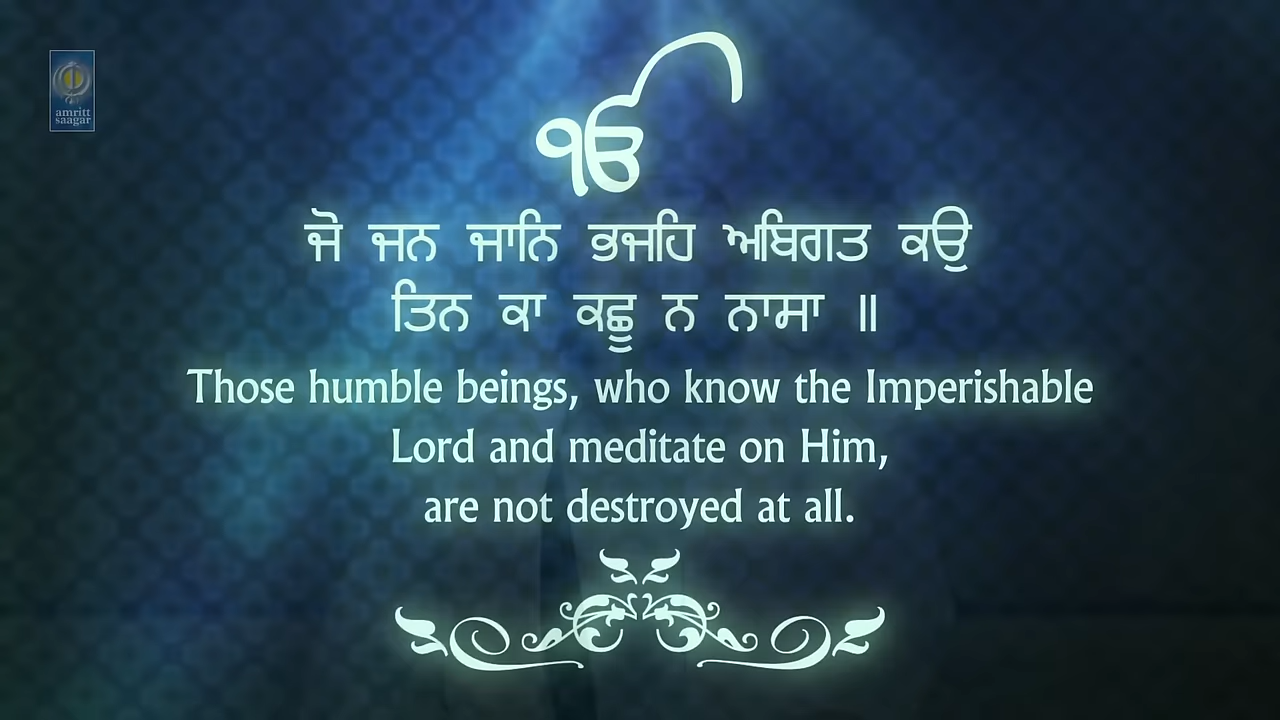 amritt
saagar
ੴ
ਜੋ ਜਨ ਜਾਨਿ ਭਜਹਿ ਅਬਿਗਤ ਕਉ
ਤਿਨ ਕਾ ਕਛੂ ਨ ਨਾਸਾ ॥
Those humble beings, who know the Imperishable
Lord and meditate on Him,
are not destroyed at all.